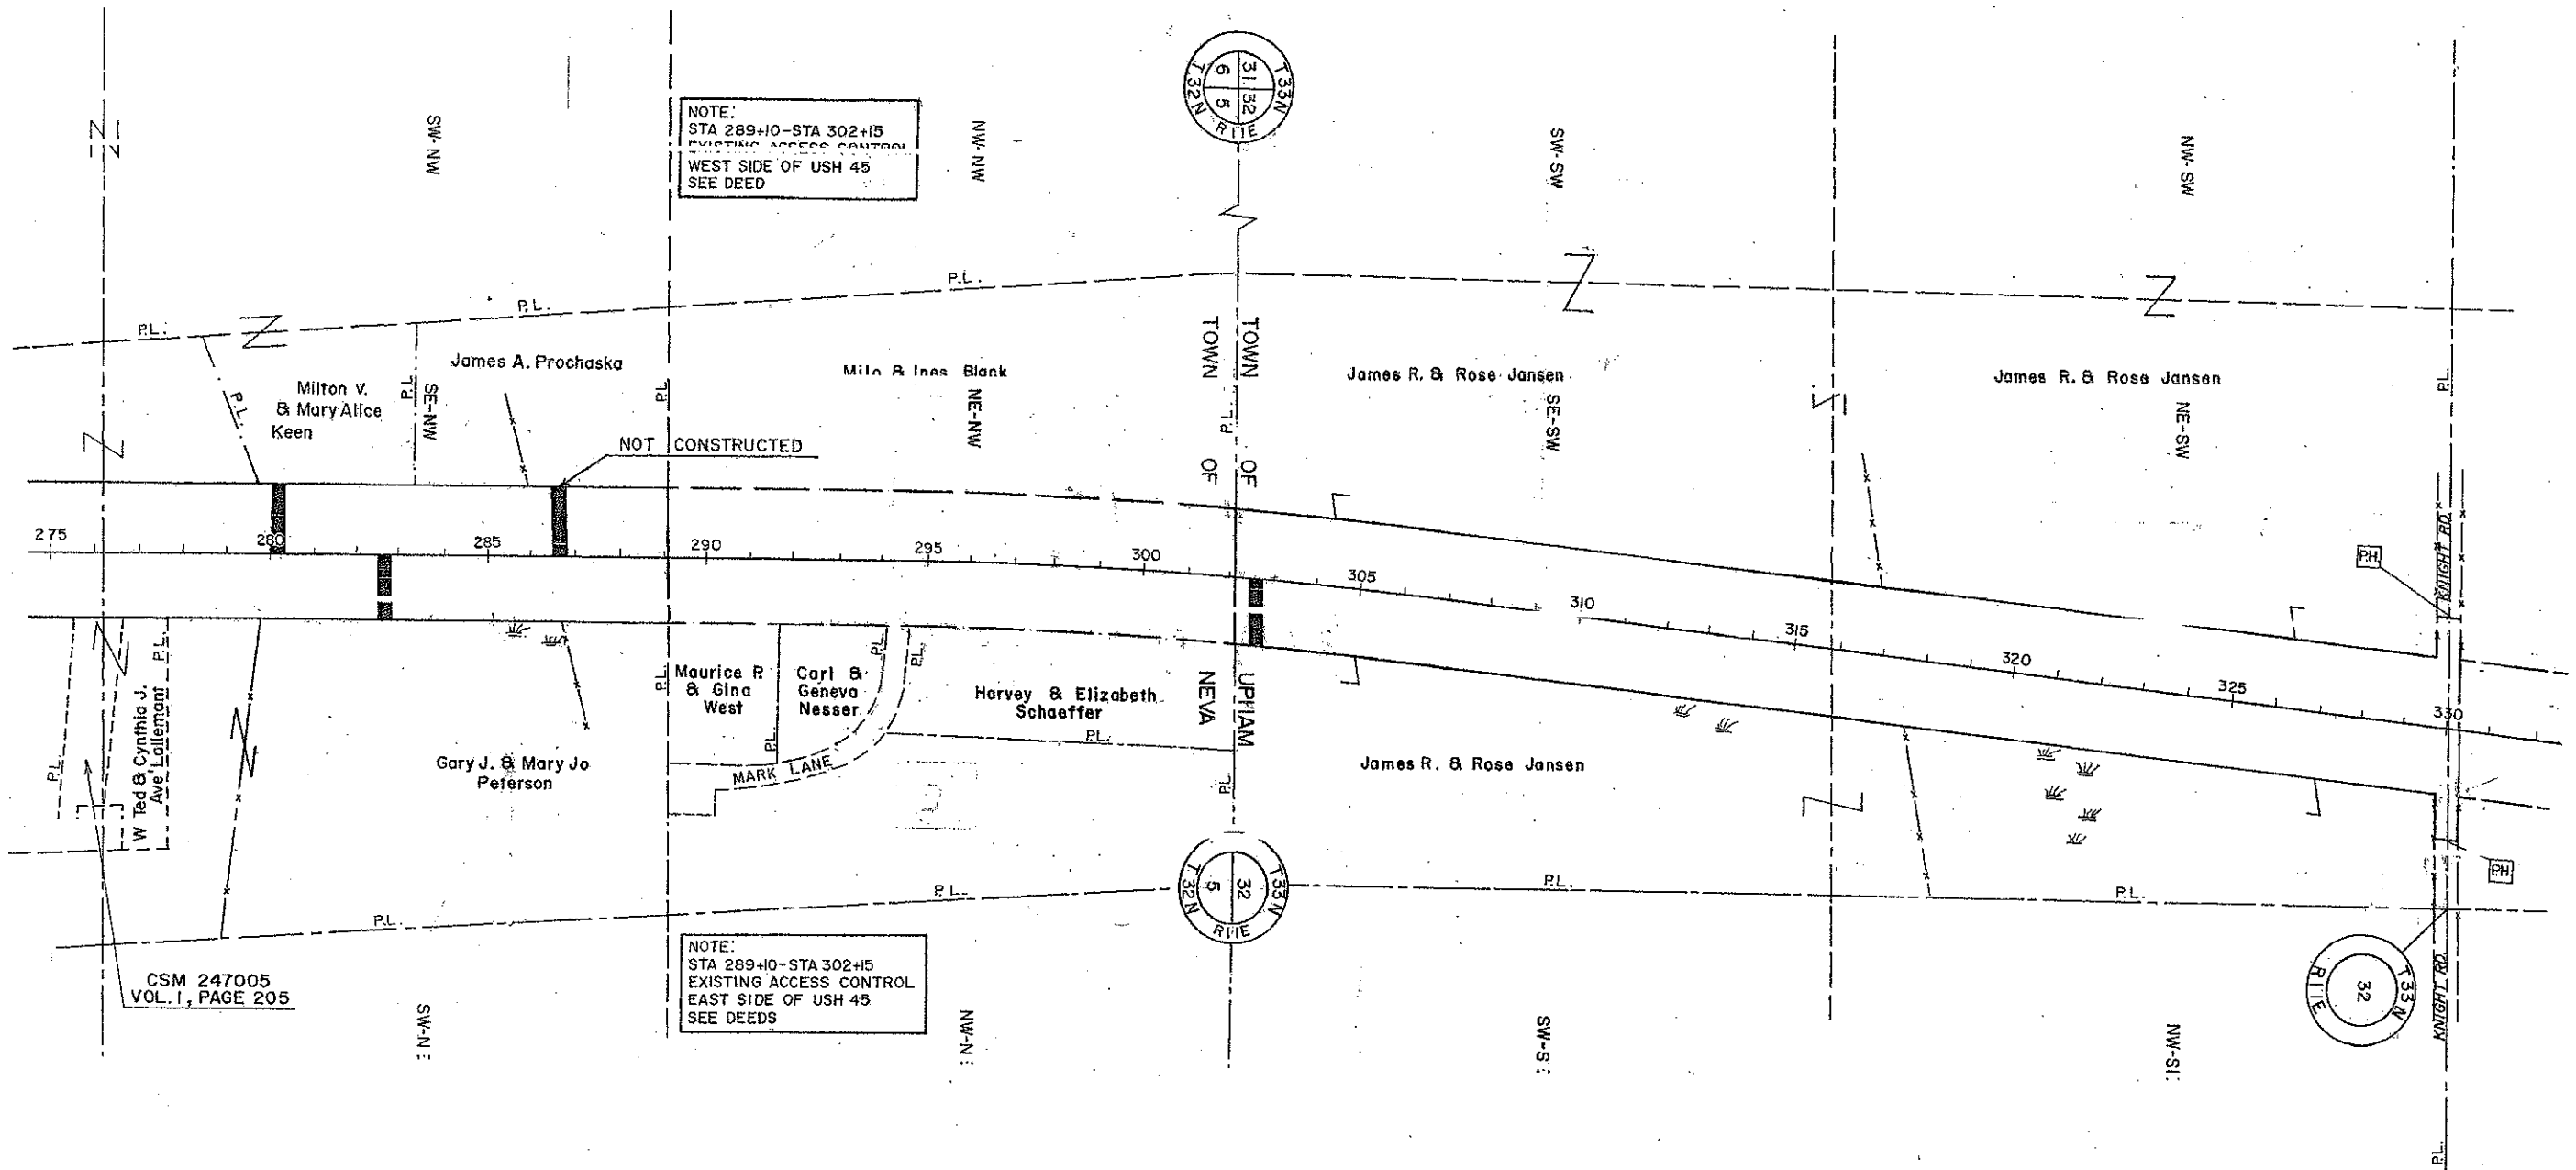 NOTE:
STA 289+10-STA 302+15
EXISTING ACCESS CONTROL
WEST SIDE OF USH 45
SEE DEED
SW-NW
NW-NW
T33N
31 32
6 5
T32N
R11E
SW-SW
NW-SW
P.L.
P.L.
P.L.
P.L.
Milton V.
& Mary Alice
Keen
P.L.
SE-NW
James A. Prochaska
P.L.
Milo & Ines Black
NE-NW
TOWN OF
TOWN OF
P.L.
James R. & Rose Jansen
SE-SW
James R. & Rose Jansen
NE-SW
P.L.
NOT CONSTRUCTED
KNIGHT RD.
P.H.
275
280
285
290
295
300
305
310
315
320
325
330
P.L.
W Ted & Cynthia J.
Ave'Lallemant
P.L.
Gary J. & Mary Jo
Peterson
P.L.
Maurice P.
& Gina
West
P.L.
Carl &
Geneva
Nesser
P.L.
P.L.
MARK LANE
Harvey & Elizabeth
Schaeffer
P.L.
NEVA
UPHAM
P.L.
James R. & Rose Jansen
P.H.
P.L.
P.L.
P.L.
P.L.
T33N
32
5
T32N
R11E
CSM 247005
VOL. 1, PAGE 205
NOTE:
STA 289+10-STA 302+15
EXISTING ACCESS CONTROL
EAST SIDE OF USH 45
SEE DEEDS
T33N
32
R11E
KNIGHT RD.
P.L.